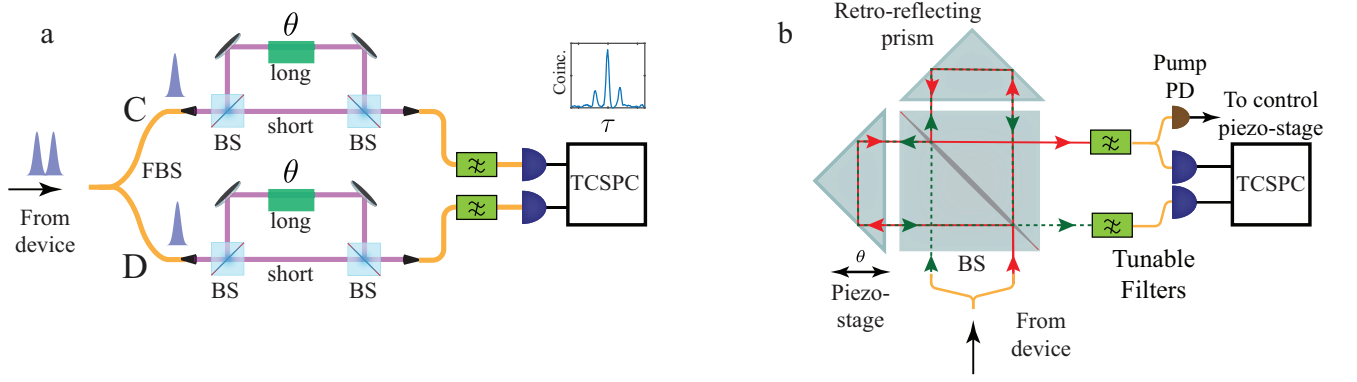 a
θ
long
C
short
BS
BS
FBS
From
device
θ
long
D
short
BS
BS
Coinc.
τ
≈
≈
TCSPC
b
Retro-reflecting
prism
Pump
PD
To control
piezo-stage
TCSPC
θ
Piezo-
stage
BS
From
device
Tunable
Filters